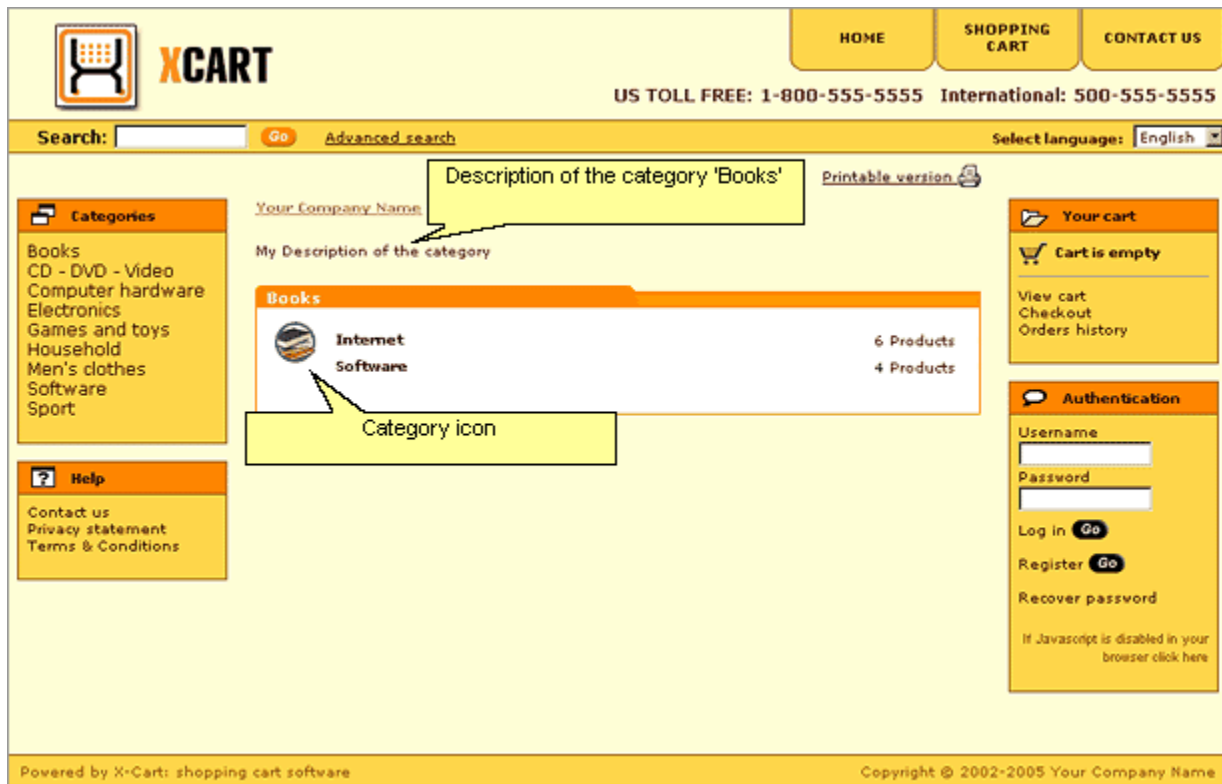 XCART
HOME
SHOPPING
CART
CONTACT US
US TOLL FREE: 1-800-555-5555 International: 500-555-5555
Search:
Go
Advanced search
Select language:
English
Description of the category 'Books'
Printable version
Categories
Books
CD - DVD - Video
Computer hardware
Electronics
Games and toys
Household
Men's clothes
Software
Sport
Help
Contact us
Privacy statement
Terms & Conditions
Your Company Name
My Description of the category
Books
Internet 6 Products
Software 4 Products
Category icon
Your cart
Cart is empty
View cart
Checkout
Orders history
Authentication
Username
Password
Log in Go
Register Go
Recover password
If Javascript is disabled in your
browser click here
Powered by X-Cart: shopping cart software
Copyright © 2002-2005 Your Company Name